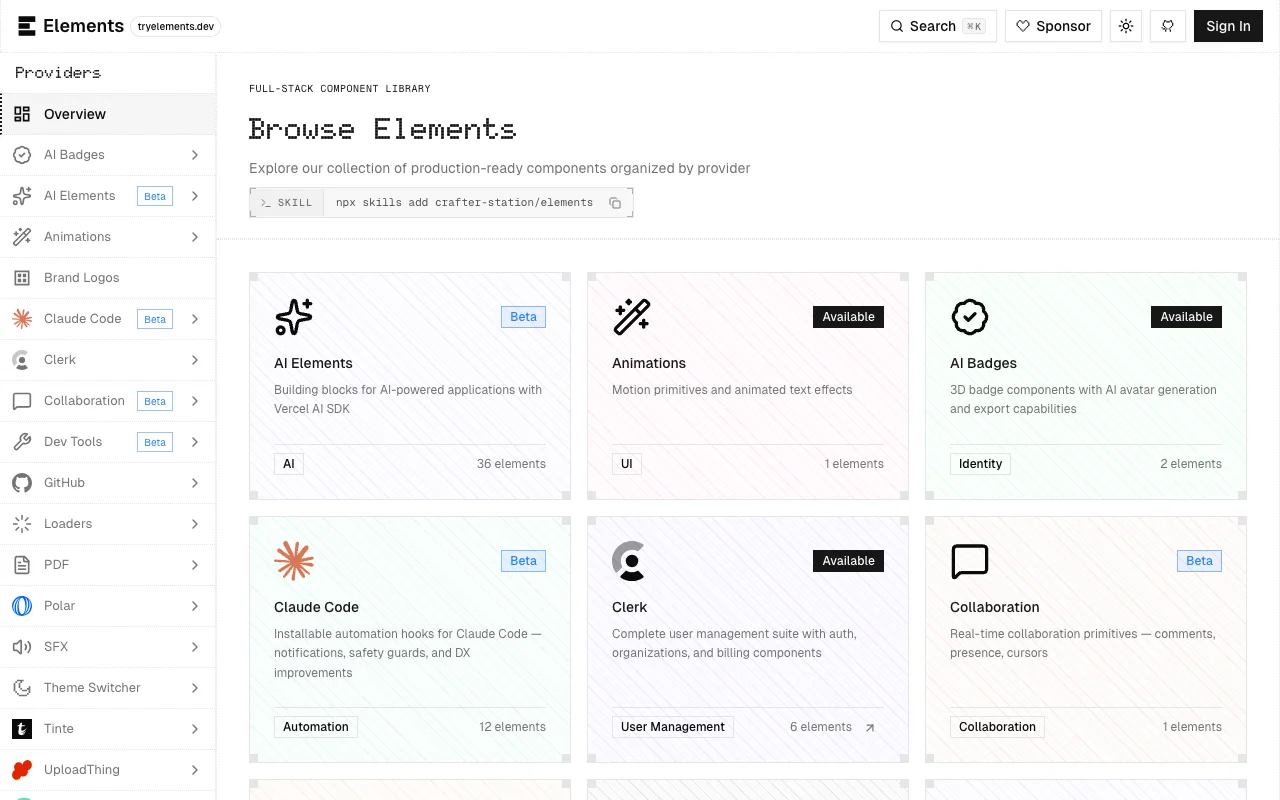 Elements
tryelements.dev
Search ⌘K
Sponsor
Sign In
Providers
Overview
AI Badges
AI Elements Beta
Animations
Brand Logos
Claude Code Beta
Clerk
Collaboration Beta
Dev Tools Beta
GitHub
Loaders
PDF
Polar
SFX
Theme Switcher
Tinte
UploadThing
FULL-STACK COMPONENT LIBRARY
Browse Elements
Explore our collection of production-ready components organized by provider
>_ SKILL npx skills add crafter-station/elements
Beta
AI Elements
Building blocks for AI-powered applications with
Vercel AI SDK
AI 36 elements
Available
Animations
Motion primitives and animated text effects
UI 1 elements
Available
AI Badges
3D badge components with AI avatar generation
and export capabilities
Identity 2 elements
Beta
Claude Code
Installable automation hooks for Claude Code —
notifications, safety guards, and DX
improvements
Automation 12 elements
Available
Clerk
Complete user management suite with auth,
organizations, and billing components
User Management 6 elements
Beta
Collaboration
Real-time collaboration primitives — comments,
presence, cursors
Collaboration 1 elements